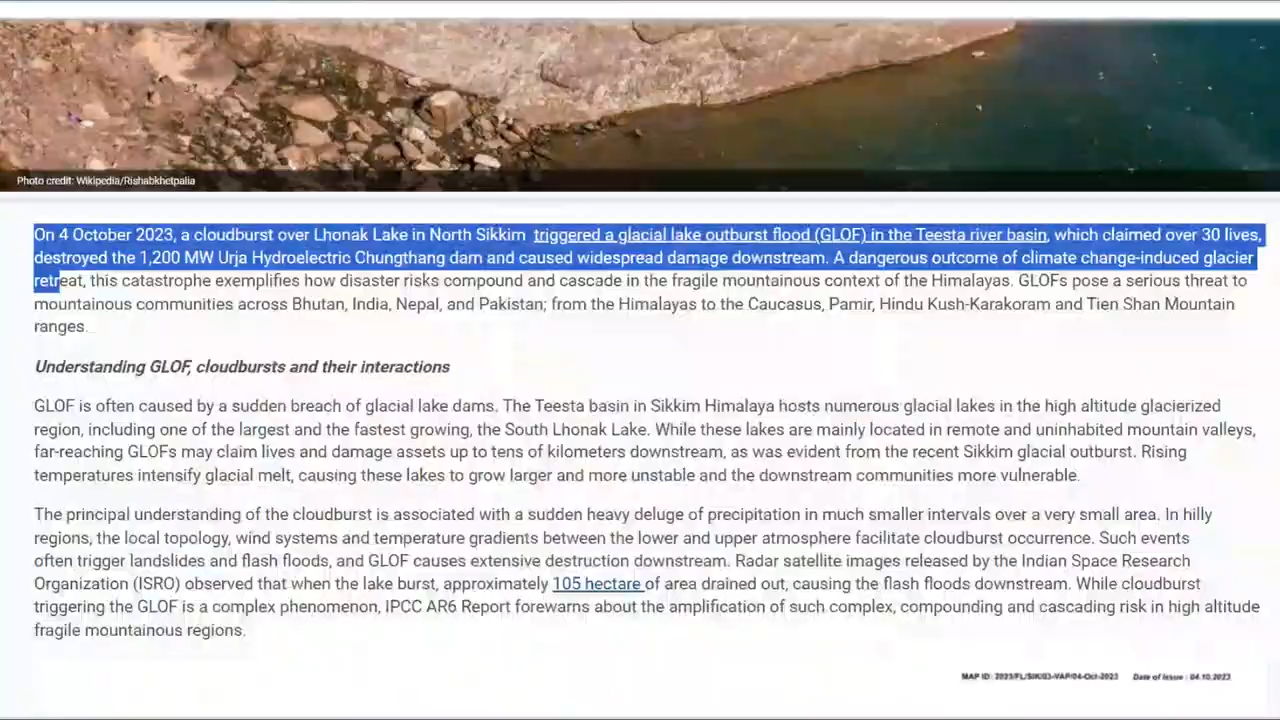 Photo credit: Wikipedia/Rishabkhetpalia
On 4 October 2023, a cloudburst over Lhonak Lake in North Sikkim triggered a glacial lake outburst flood (GLOF) in the Teesta river basin, which claimed over 30 lives,
destroyed the 1,200 MW Urja Hydroelectric Chungthang dam and caused widespread damage downstream. A dangerous outcome of climate change-induced glacier
retreat, this catastrophe exemplifies how disaster risks compound and cascade in the fragile mountainous context of the Himalayas. GLOFs pose a serious threat to
mountainous communities across Bhutan, India, Nepal, and Pakistan; from the Himalayas to the Caucasus, Pamir, Hindu Kush-Karakoram and Tien Shan Mountain
ranges.
Understanding GLOF, cloudbursts and their interactions
GLOF is often caused by a sudden breach of glacial lake dams. The Teesta basin in Sikkim Himalaya hosts numerous glacial lakes in the high altitude glacierized
region, including one of the largest and the fastest growing, the South Lhonak Lake. While these lakes are mainly located in remote and uninhabited mountain valleys,
far-reaching GLOFs may claim lives and damage assets up to tens of kilometers downstream, as was evident from the recent Sikkim glacial outburst. Rising
temperatures intensify glacial melt, causing these lakes to grow larger and more unstable and the downstream communities more vulnerable.
The principal understanding of the cloudburst is associated with a sudden heavy deluge of precipitation in much smaller intervals over a very small area. In hilly
regions, the local topology, wind systems and temperature gradients between the lower and upper atmosphere facilitate cloudburst occurrence. Such events
often trigger landslides and flash floods, and GLOF causes extensive destruction downstream. Radar satellite images released by the Indian Space Research
Organization (ISRO) observed that when the lake burst, approximately 105 hectare of area drained out, causing the flash floods downstream. While cloudburst
triggering the GLOF is a complex phenomenon, IPCC AR6 Report forewarns about the amplification of such complex, compounding and cascading risk in high altitude
fragile mountainous regions.
MAP ID: 2023/FL/SIK/03-VAP/04-Oct-2023 Date of Issue : 04.10.2023